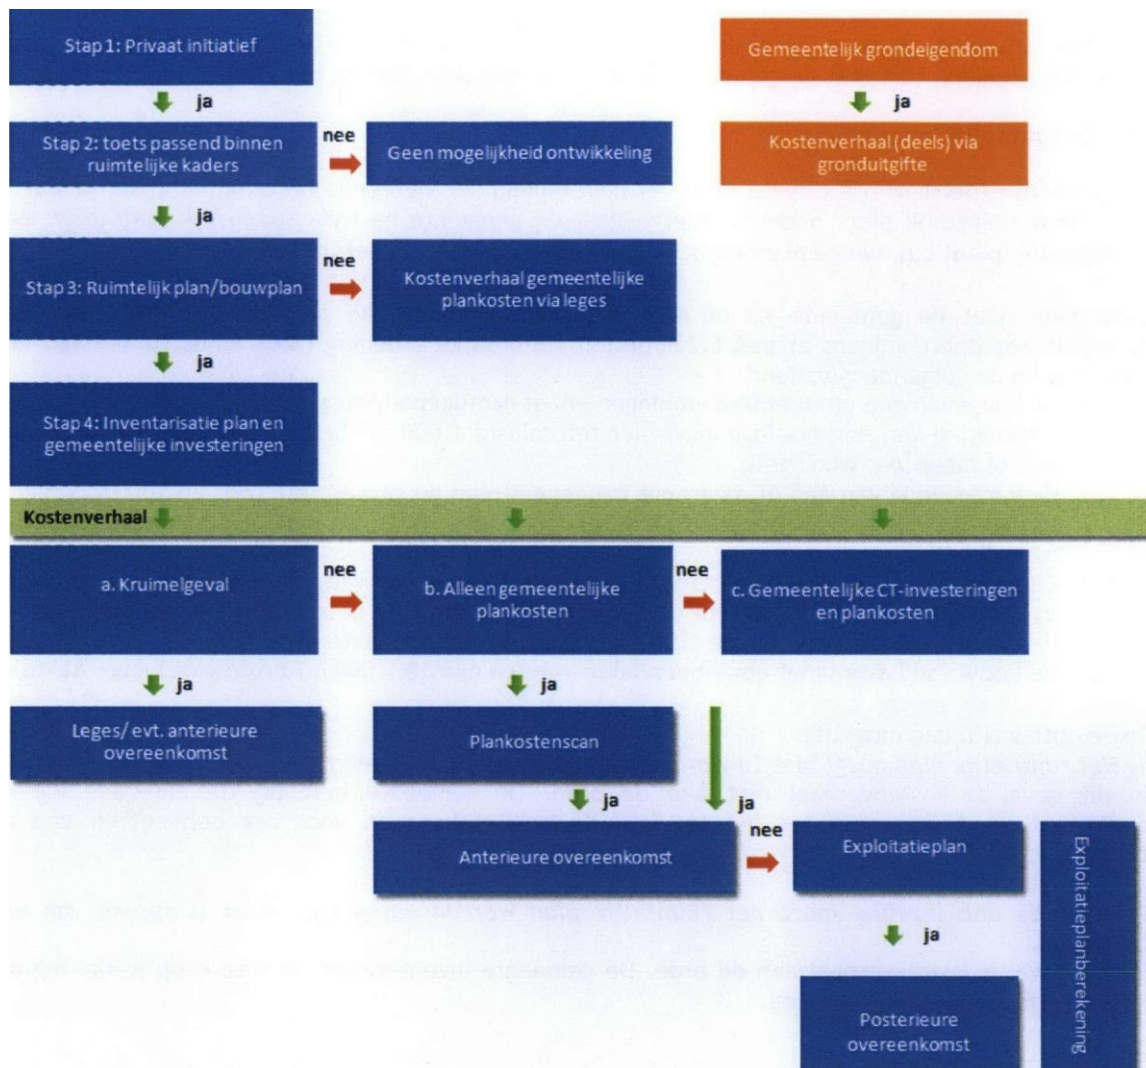 Stap 1: Privaat initiatief
Gemeentelijk grondeigendom
ja
ja
Stap 2: toets passend binnen
ruimtelijke kaders
nee
Geen mogelijkheid ontwikkeling
Kostenverhaal (deels) via
gronduitgifte
ja
Stap 3: Ruimtelijk plan/bouwplan
nee
Kostenverhaal gemeentelijke
plankosten via leges
ja
Stap 4: Inventarisatie plan en
gemeentelijke investeringen
Kostenverhaal
a. Kruimelgeval
nee
b. Alleen gemeentelijke
plankosten
nee
c. Gemeentelijke CT-investeringen
en plankosten
ja
ja
Leges/ evt. anterieure
overeenkomst
Plankostenscan
ja
ja
Anterieure overeenkomst
nee
Exploitatieplan
ja
Posterieure
overeenkomst
Exploitatieplanberekening